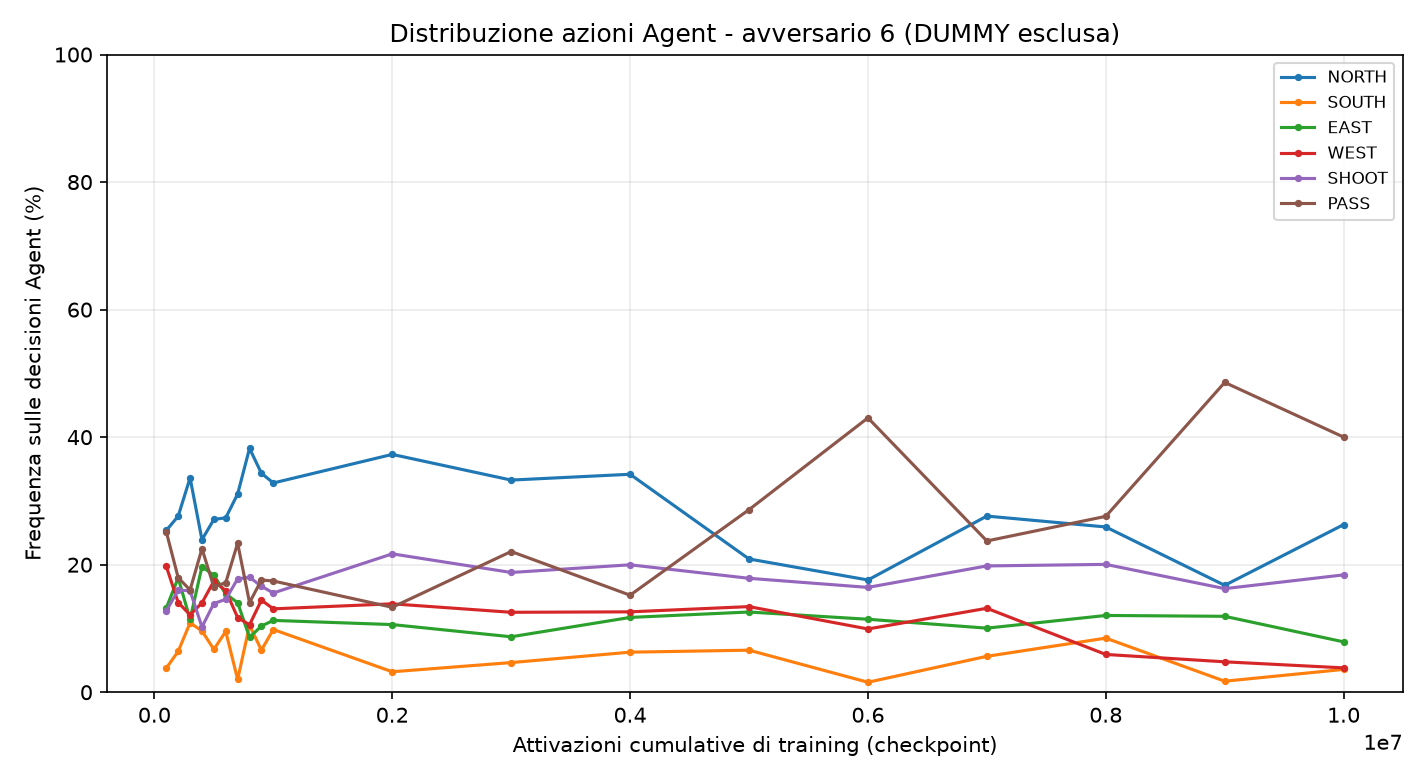 Distribuzione azioni Agent - avversario 6 (DUMMY esclusa)
Frequenza sulle decisioni Agent (%)
100
80
60
40
20
0
NORTH
SOUTH
EAST
WEST
SHOOT
PASS
0.0
0.2
0.4
0.6
0.8
1.0
1e7
Attivazioni cumulative di training (checkpoint)